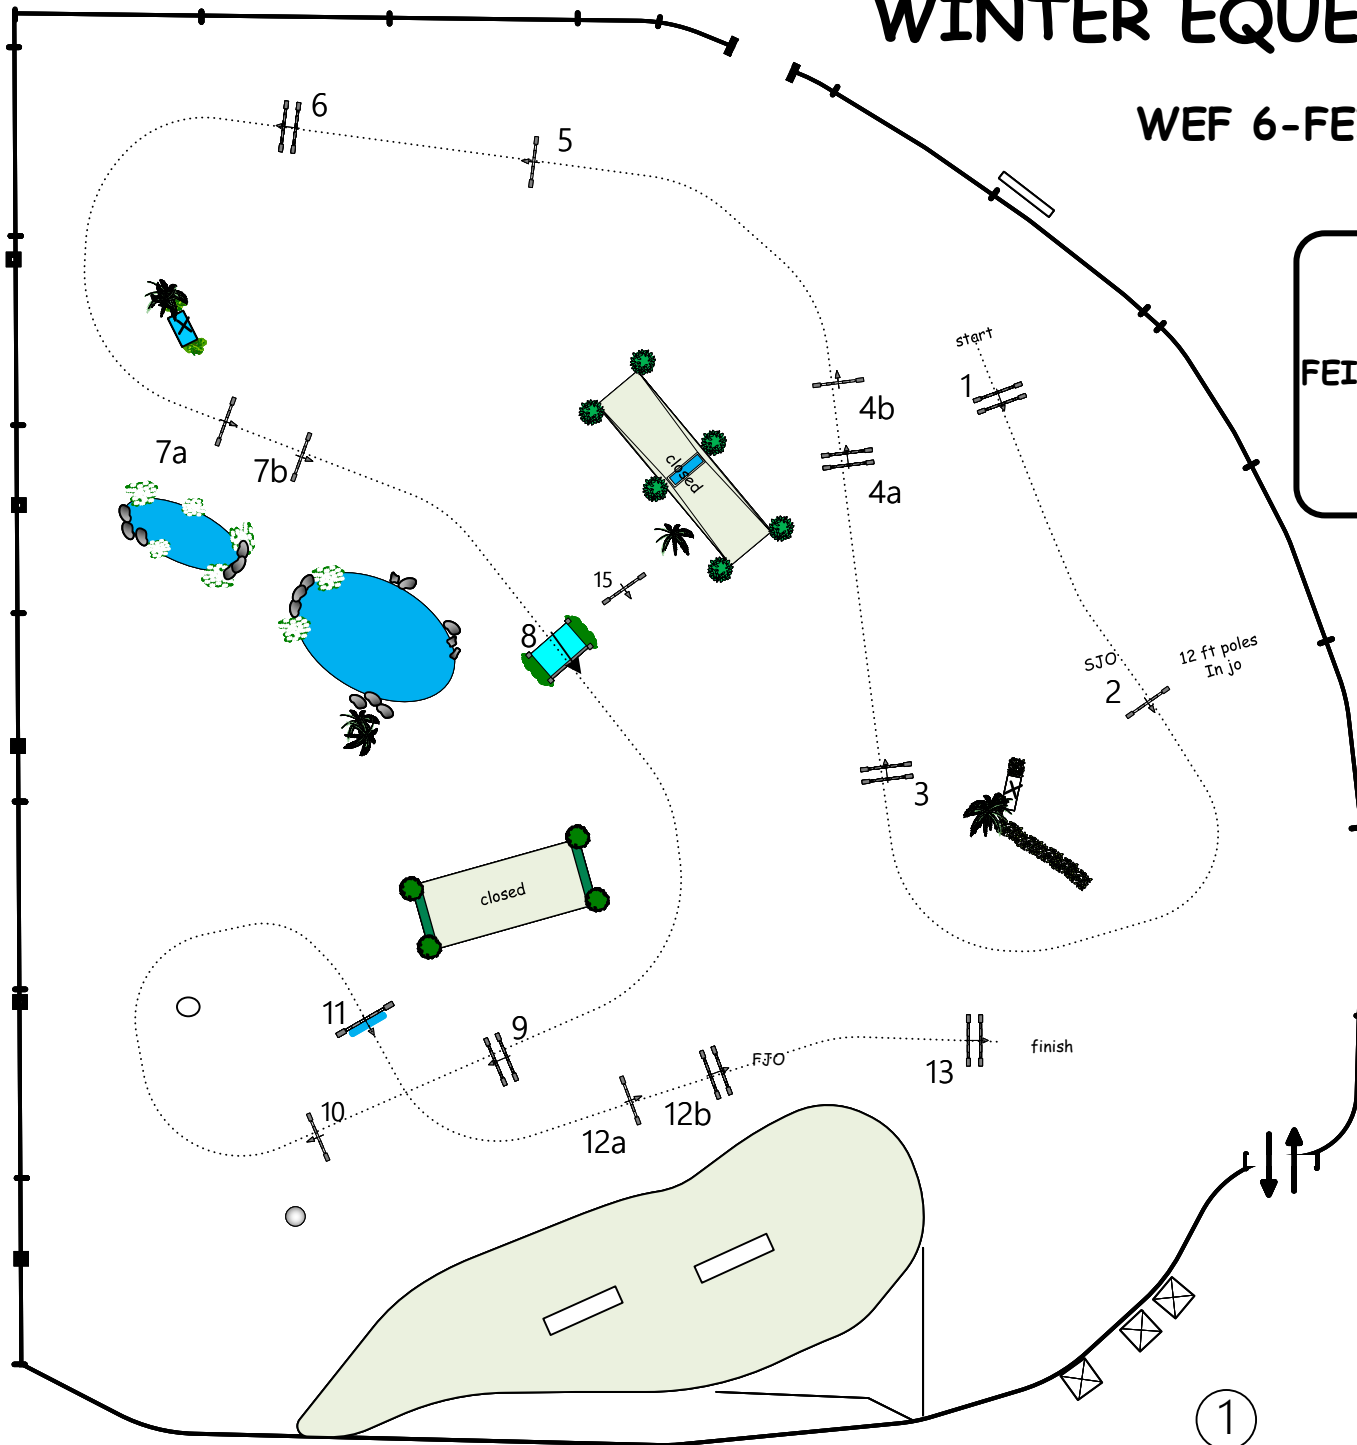 WINTER EQUE
WEF 6-FE
6
5
start
1
FEI
4b
7a
7b
closed
4a
15
8
SJO
12 ft poles
In jo
2
3
closed
11
9
10
FJO
finish
13
12b
12a
1